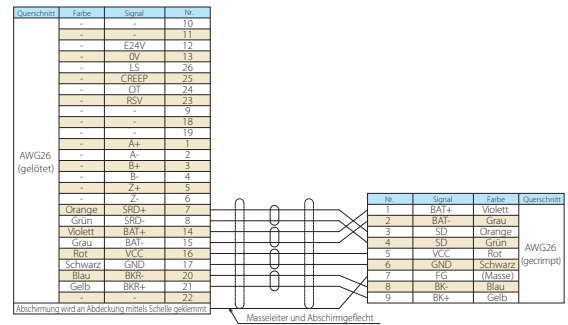 Querschnitt Farbe Signal Nr.
- - 10
- - 11
- E24V 12
- 0V 13
- LS 26
- CREEP 25
- OT 24
- RSV 23
- - 9
- - 18
- - 19
- A+ 1
AWG26 - A- 2
(gelötet) - B+ 3
- B- 4
- Z+ 5
- Z- 6
Orange SRD+ 7
Grün SRD- 8
Violett BAT+ 14
Grau BAT- 15
Rot VCC 16
Schwarz GND 17
Blau BKR- 20
Gelb BKR+ 21
- - 22
Abschirmung wird an Abdeckung mittels Schelle geklemmt
Masseleiter und Abschirmgeflecht
Nr. Signal Farbe Querschnitt
1 BAT+ Violett
2 BAT- Grau
3 SD Orange
4 SD Grün
AWG26
5 VCC Rot
(gecrimpt)
6 GND Schwarz
7 FG (Masse)
8 BK- Blau
9 BK+ Gelb